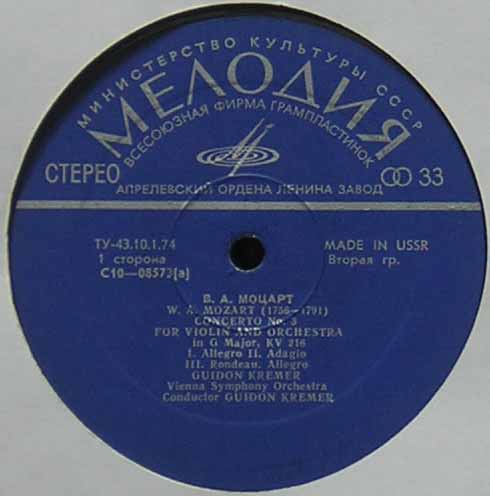 МИНИСТЕРСТВО КУЛЬТУРЫ СССР
МЕЛОДИЯ
ВСЕСОЮЗНАЯ ФИРМА ГРАМПЛАСТИНОК
СТЕРЕО 33
АПРЕЛЕВСКИЙ ОРДЕНА ЛЕНИНА ЗАВОД
ТУ-43.10.1.74 MADE IN USSR
1 сторона Вторая гр.
С10—08573[а]
В. А. МОЦАРТ
W. A. MOZART (1756—1791)
CONCERTO No. 3
FOR VIOLIN AND ORCHESTRA
in G Major, KV 216
I. Allegro II. Adagio
III. Rondeau. Allegro
GUIDON KREMER
Vienna Symphony Orchestra
Conductor GUIDON KREMER